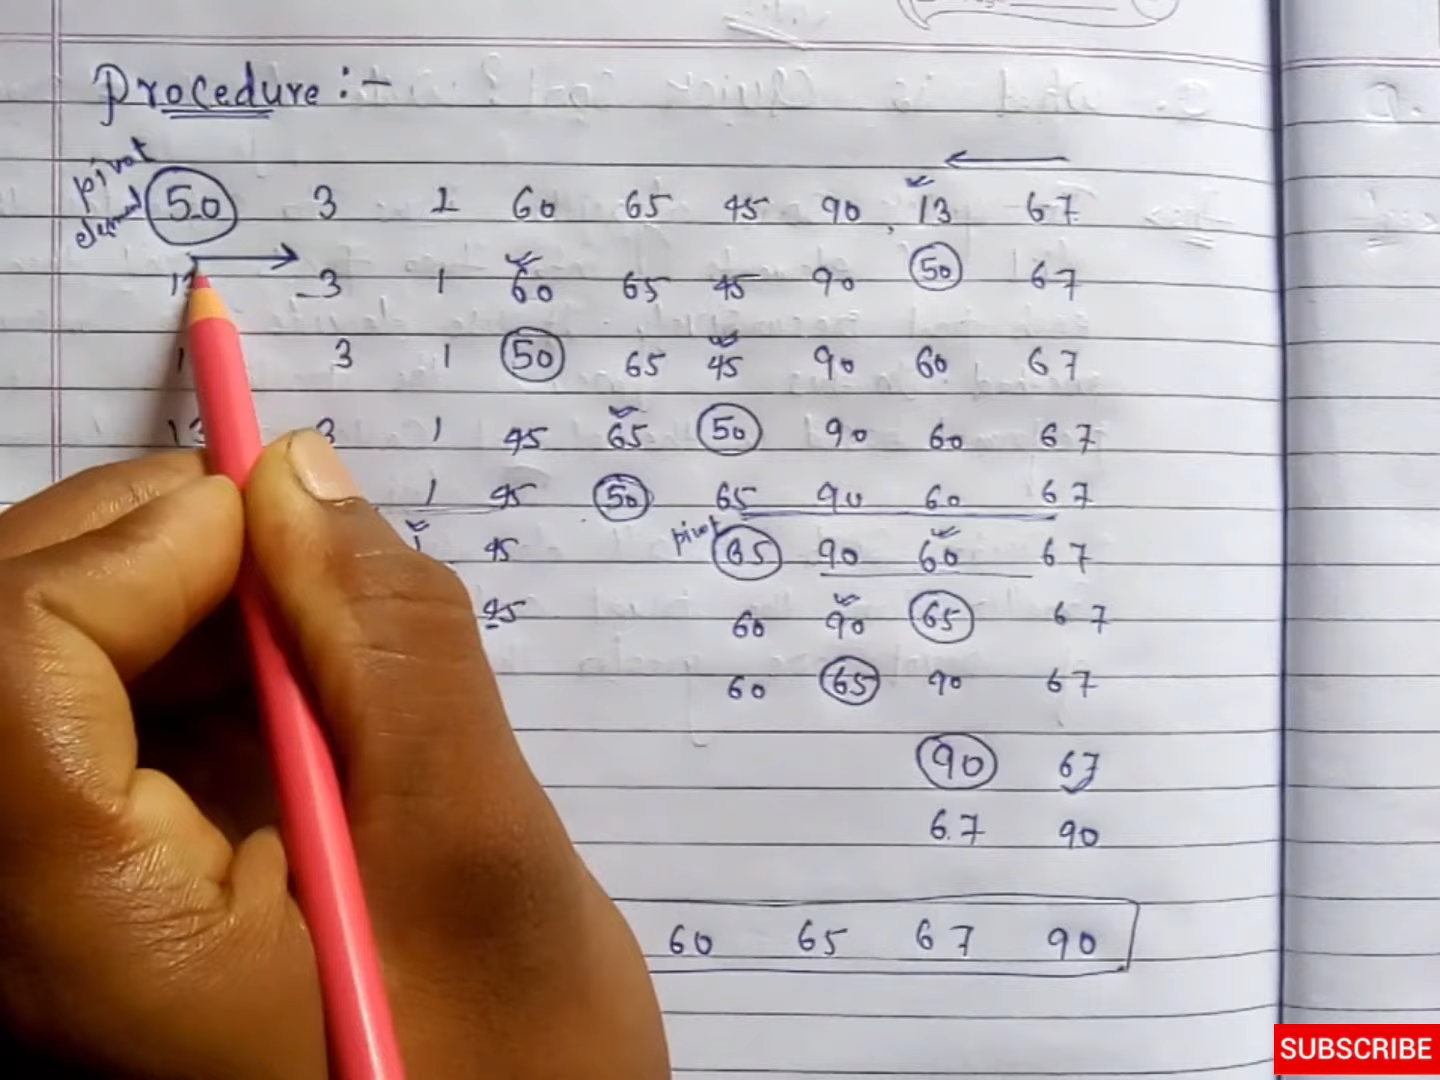 Procedure :-
pivot
element
50 3 1 60 65 45 90 13 67
13 3 1 60 65 45 90 50 67
3 1 50 65 45 90 60 67
13 3 1 45 65 50 90 60 67
1 45 50 65 90 60 67
pivot
1 45 65 90 60 67
45 60 90 65 67
60 65 90 67
90 67
67 90
60 65 67 90
SUBSCRIBE